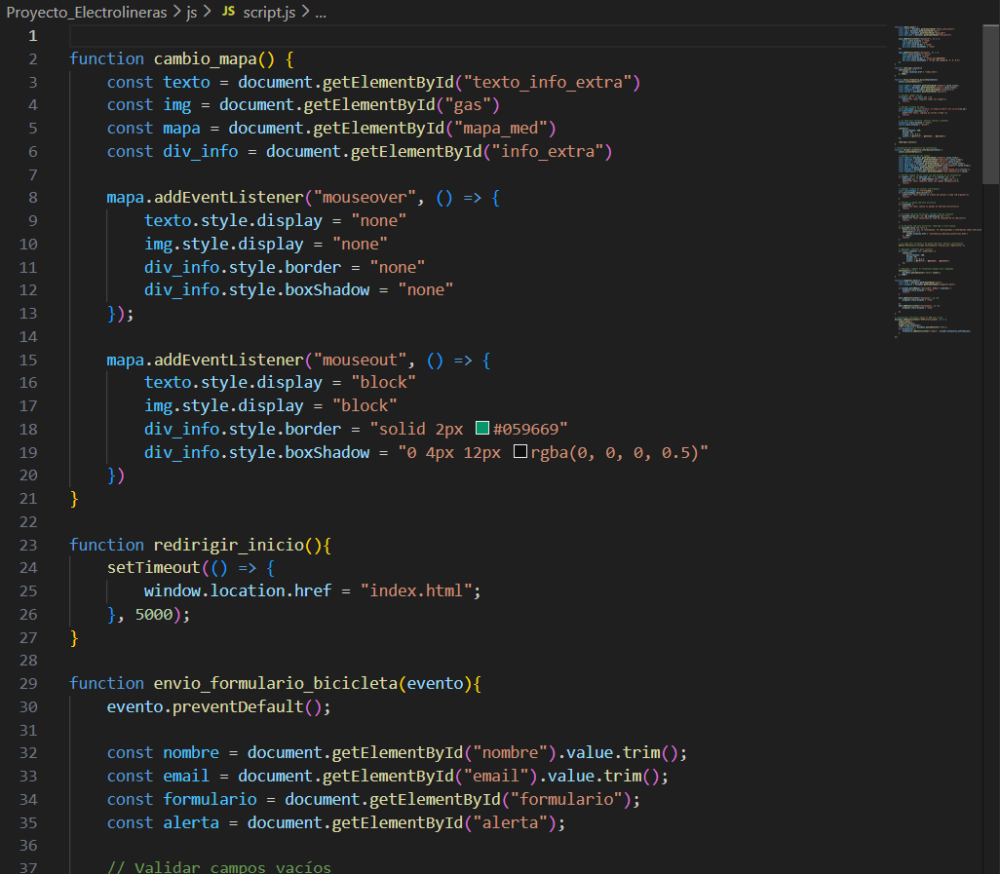 Proyecto_Electrolineras > js > JS script.js > ...
1
2 function cambio_mapa() {
3     const texto = document.getElementById("texto_info_extra")
4     const img = document.getElementById("gas")
5     const mapa = document.getElementById("mapa_med")
6     const div_info = document.getElementById("info_extra")
7
8     mapa.addEventListener("mouseover", () => {
9         texto.style.display = "none"
10         img.style.display = "none"
11         div_info.style.border = "none"
12         div_info.style.boxShadow = "none"
13     });
14
15     mapa.addEventListener("mouseout", () => {
16         texto.style.display = "block"
17         img.style.display = "block"
18         div_info.style.border = "solid 2px #059669"
19         div_info.style.boxShadow = "0 4px 12px rgba(0, 0, 0, 0.5)"
20     })
21 }
22
23 function redirigir_inicio(){
24     setTimeout(() => {
25         window.location.href = "index.html";
26     }, 5000);
27 }
28
29 function envio_formulario_bicicleta(evento){
30     evento.preventDefault();
31
32     const nombre = document.getElementById("nombre").value.trim();
33     const email = document.getElementById("email").value.trim();
34     const formulario = document.getElementById("formulario");
35     const alerta = document.getElementById("alerta");
36
37     // Validar campos vacíos